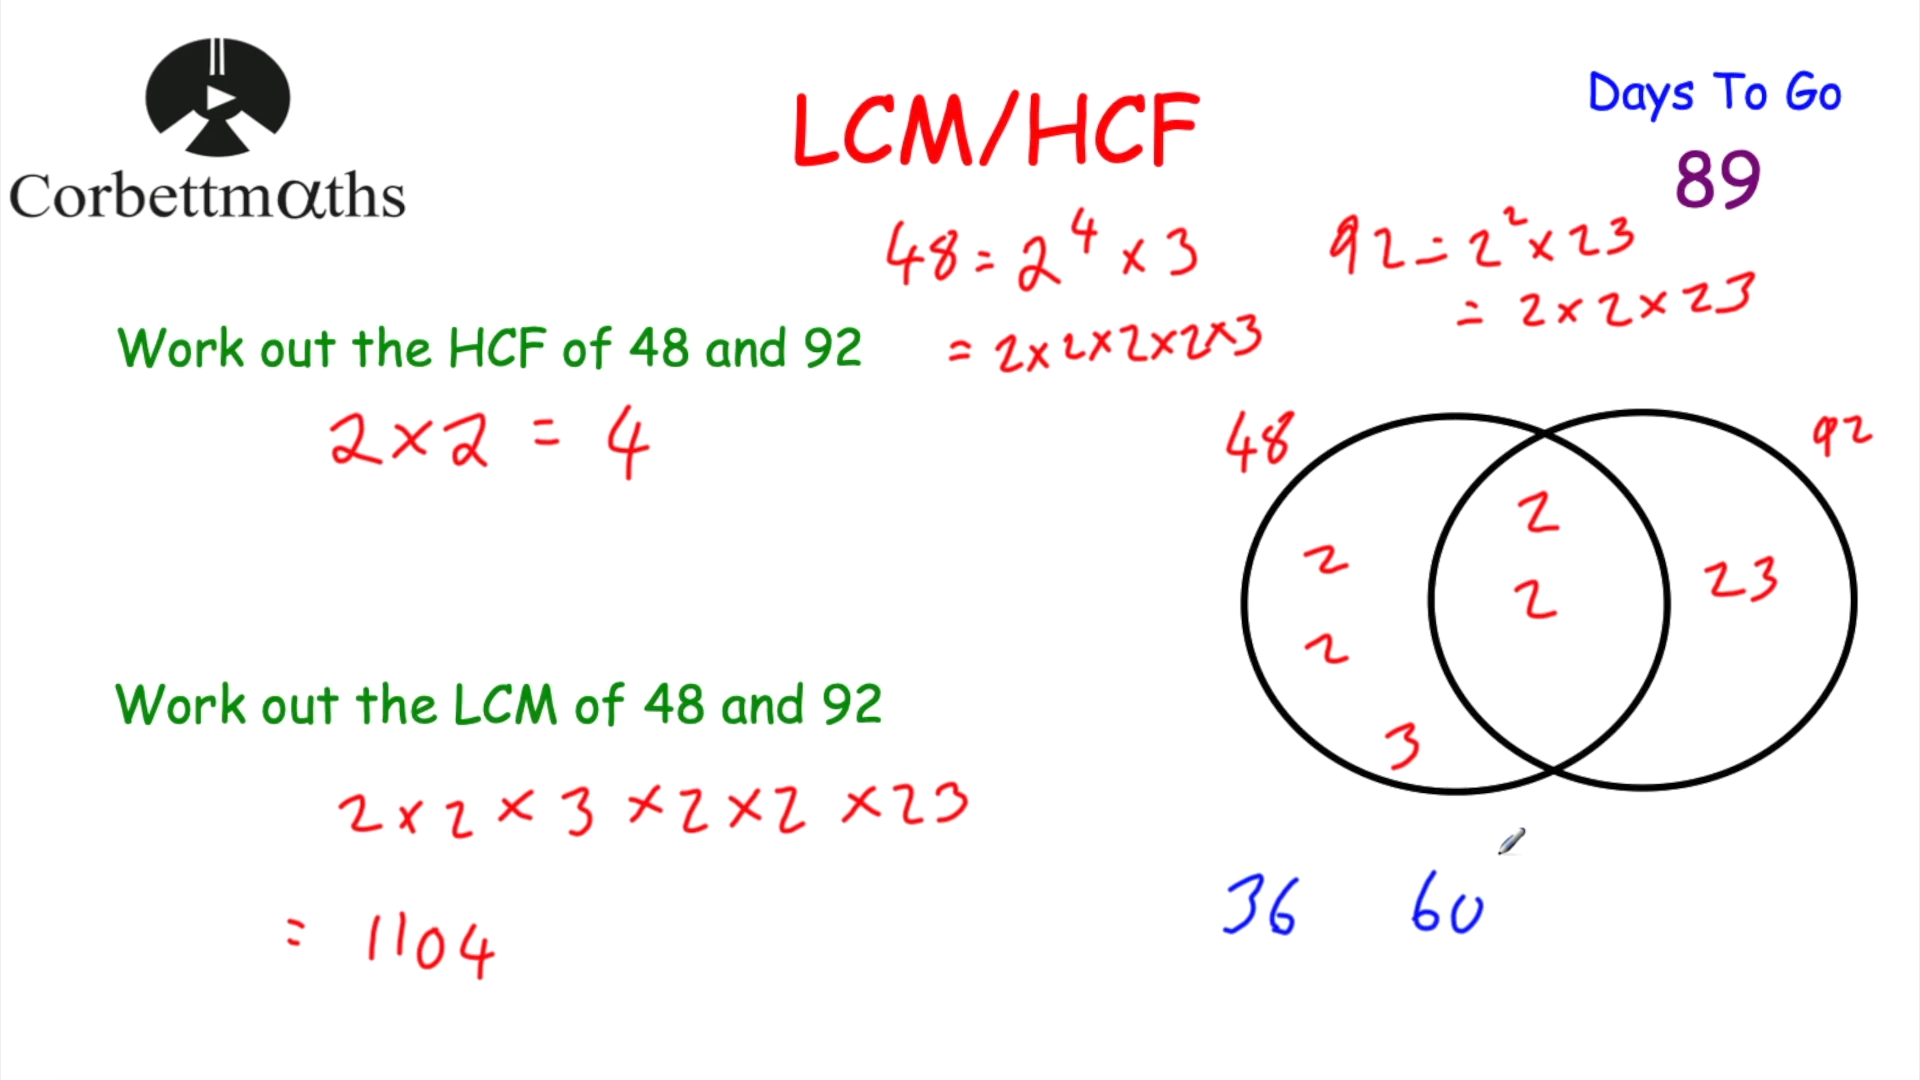 Corbettmαths
LCM/HCF
Days To Go
89
48 = 2⁴ × 3
= 2×2×2×2×3
92 = 2² × 23
= 2×2×23
Work out the HCF of 48 and 92
2×2 = 4
Work out the LCM of 48 and 92
2×2×3×2×2×23
= 1104
48
92
2
2
3
2
2
23
36 60